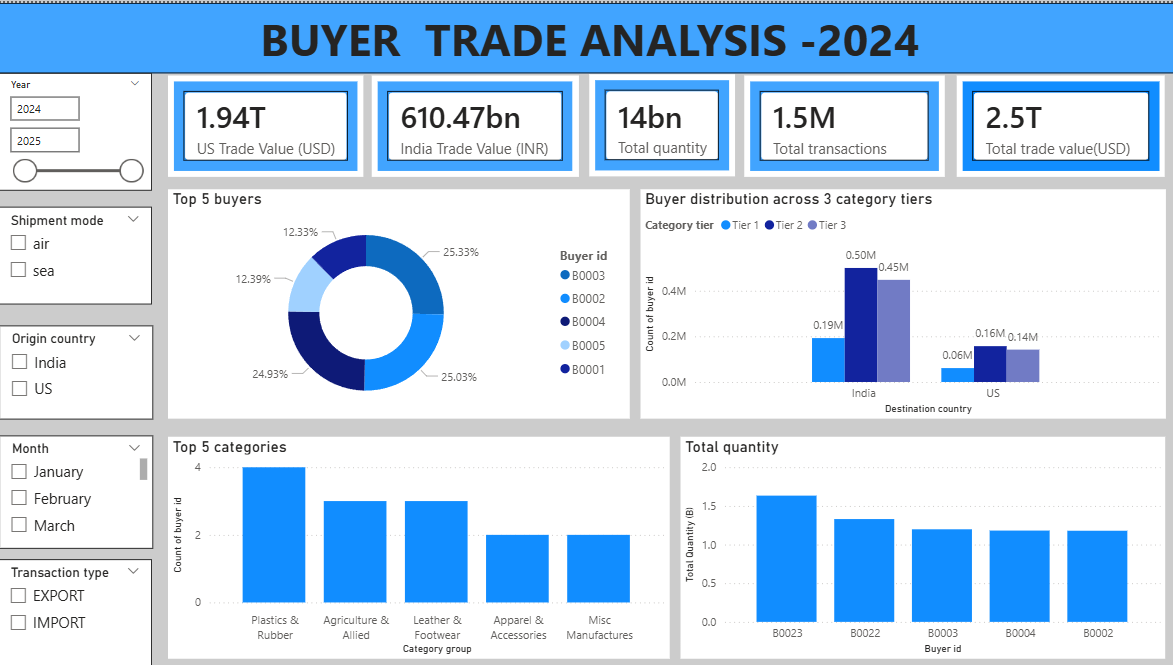 BUYER TRADE ANALYSIS -2024
Year
2024
2025
Shipment mode
air
sea
Origin country
India
US
Month
January
February
March
Transaction type
EXPORT
IMPORT
1.94T
US Trade Value (USD)
610.47bn
India Trade Value (INR)
14bn
Total quantity
1.5M
Total transactions
2.5T
Total trade value(USD)
Top 5 buyers
12.33%
25.33%
12.39%
24.93%
25.03%
Buyer id
B0003
B0002
B0004
B0005
B0001
Buyer distribution across 3 category tiers
Category tier Tier 1 Tier 2 Tier 3
Count of buyer id
0.4M
0.2M
0.0M
0.19M
0.50M
0.45M
0.06M
0.16M
0.14M
India
US
Destination country
Top 5 categories
Count of buyer id
4
2
0
Plastics &
Rubber
Agriculture &
Allied
Leather &
Footwear
Apparel &
Accessories
Misc
Manufactures
Category group
Total quantity
Total Quantity (B)
2.0
1.5
1.0
0.5
0.0
B0023
B0022
B0003
B0004
B0002
Buyer id